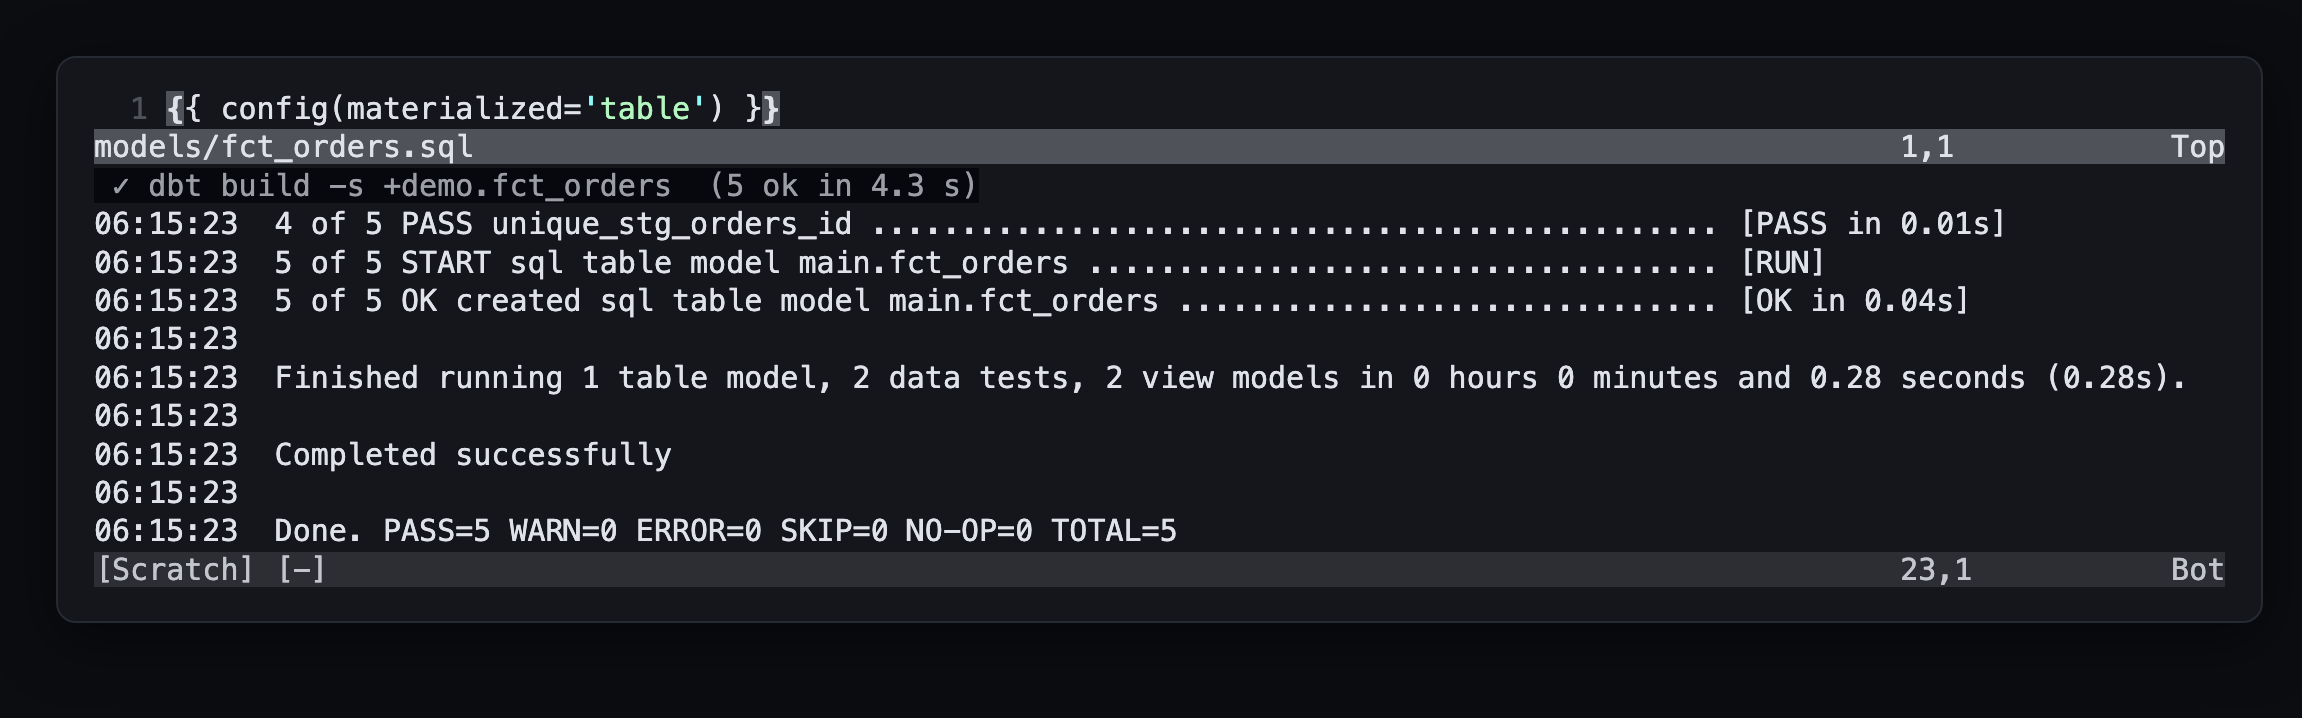 1 {{ config(materialized='table') }}
models/fct_orders.sql 1,1 Top
✓ dbt build -s +demo.fct_orders (5 ok in 4.3 s)
06:15:23  4 of 5 PASS unique_stg_orders_id ............................................... [PASS in 0.01s]
06:15:23  5 of 5 START sql table model main.fct_orders ................................... [RUN]
06:15:23  5 of 5 OK created sql table model main.fct_orders .............................. [OK in 0.04s]
06:15:23
06:15:23  Finished running 1 table model, 2 data tests, 2 view models in 0 hours 0 minutes and 0.28 seconds (0.28s).
06:15:23
06:15:23  Completed successfully
06:15:23
06:15:23  Done. PASS=5 WARN=0 ERROR=0 SKIP=0 NO-OP=0 TOTAL=5
[Scratch] [-] 23,1 Bot